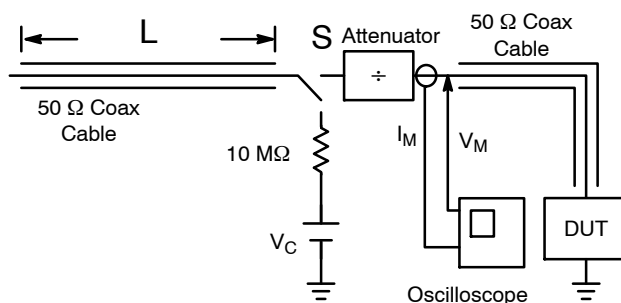 L
S
Attenuator
÷
50 Ω Coax
Cable
50 Ω Coax
Cable
10 MΩ
I_M
V_M
V_C
DUT
Oscilloscope